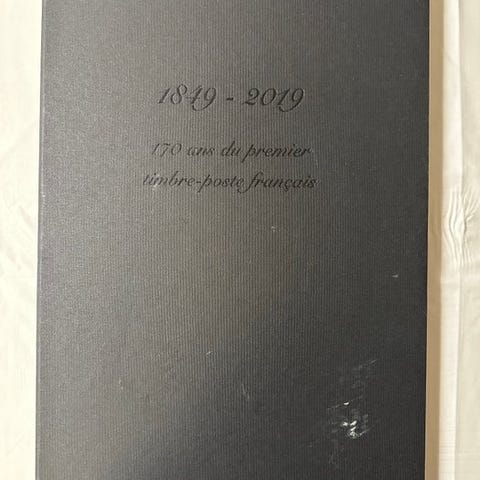 1849 - 2019
170 ans du premier
timbre-poste français